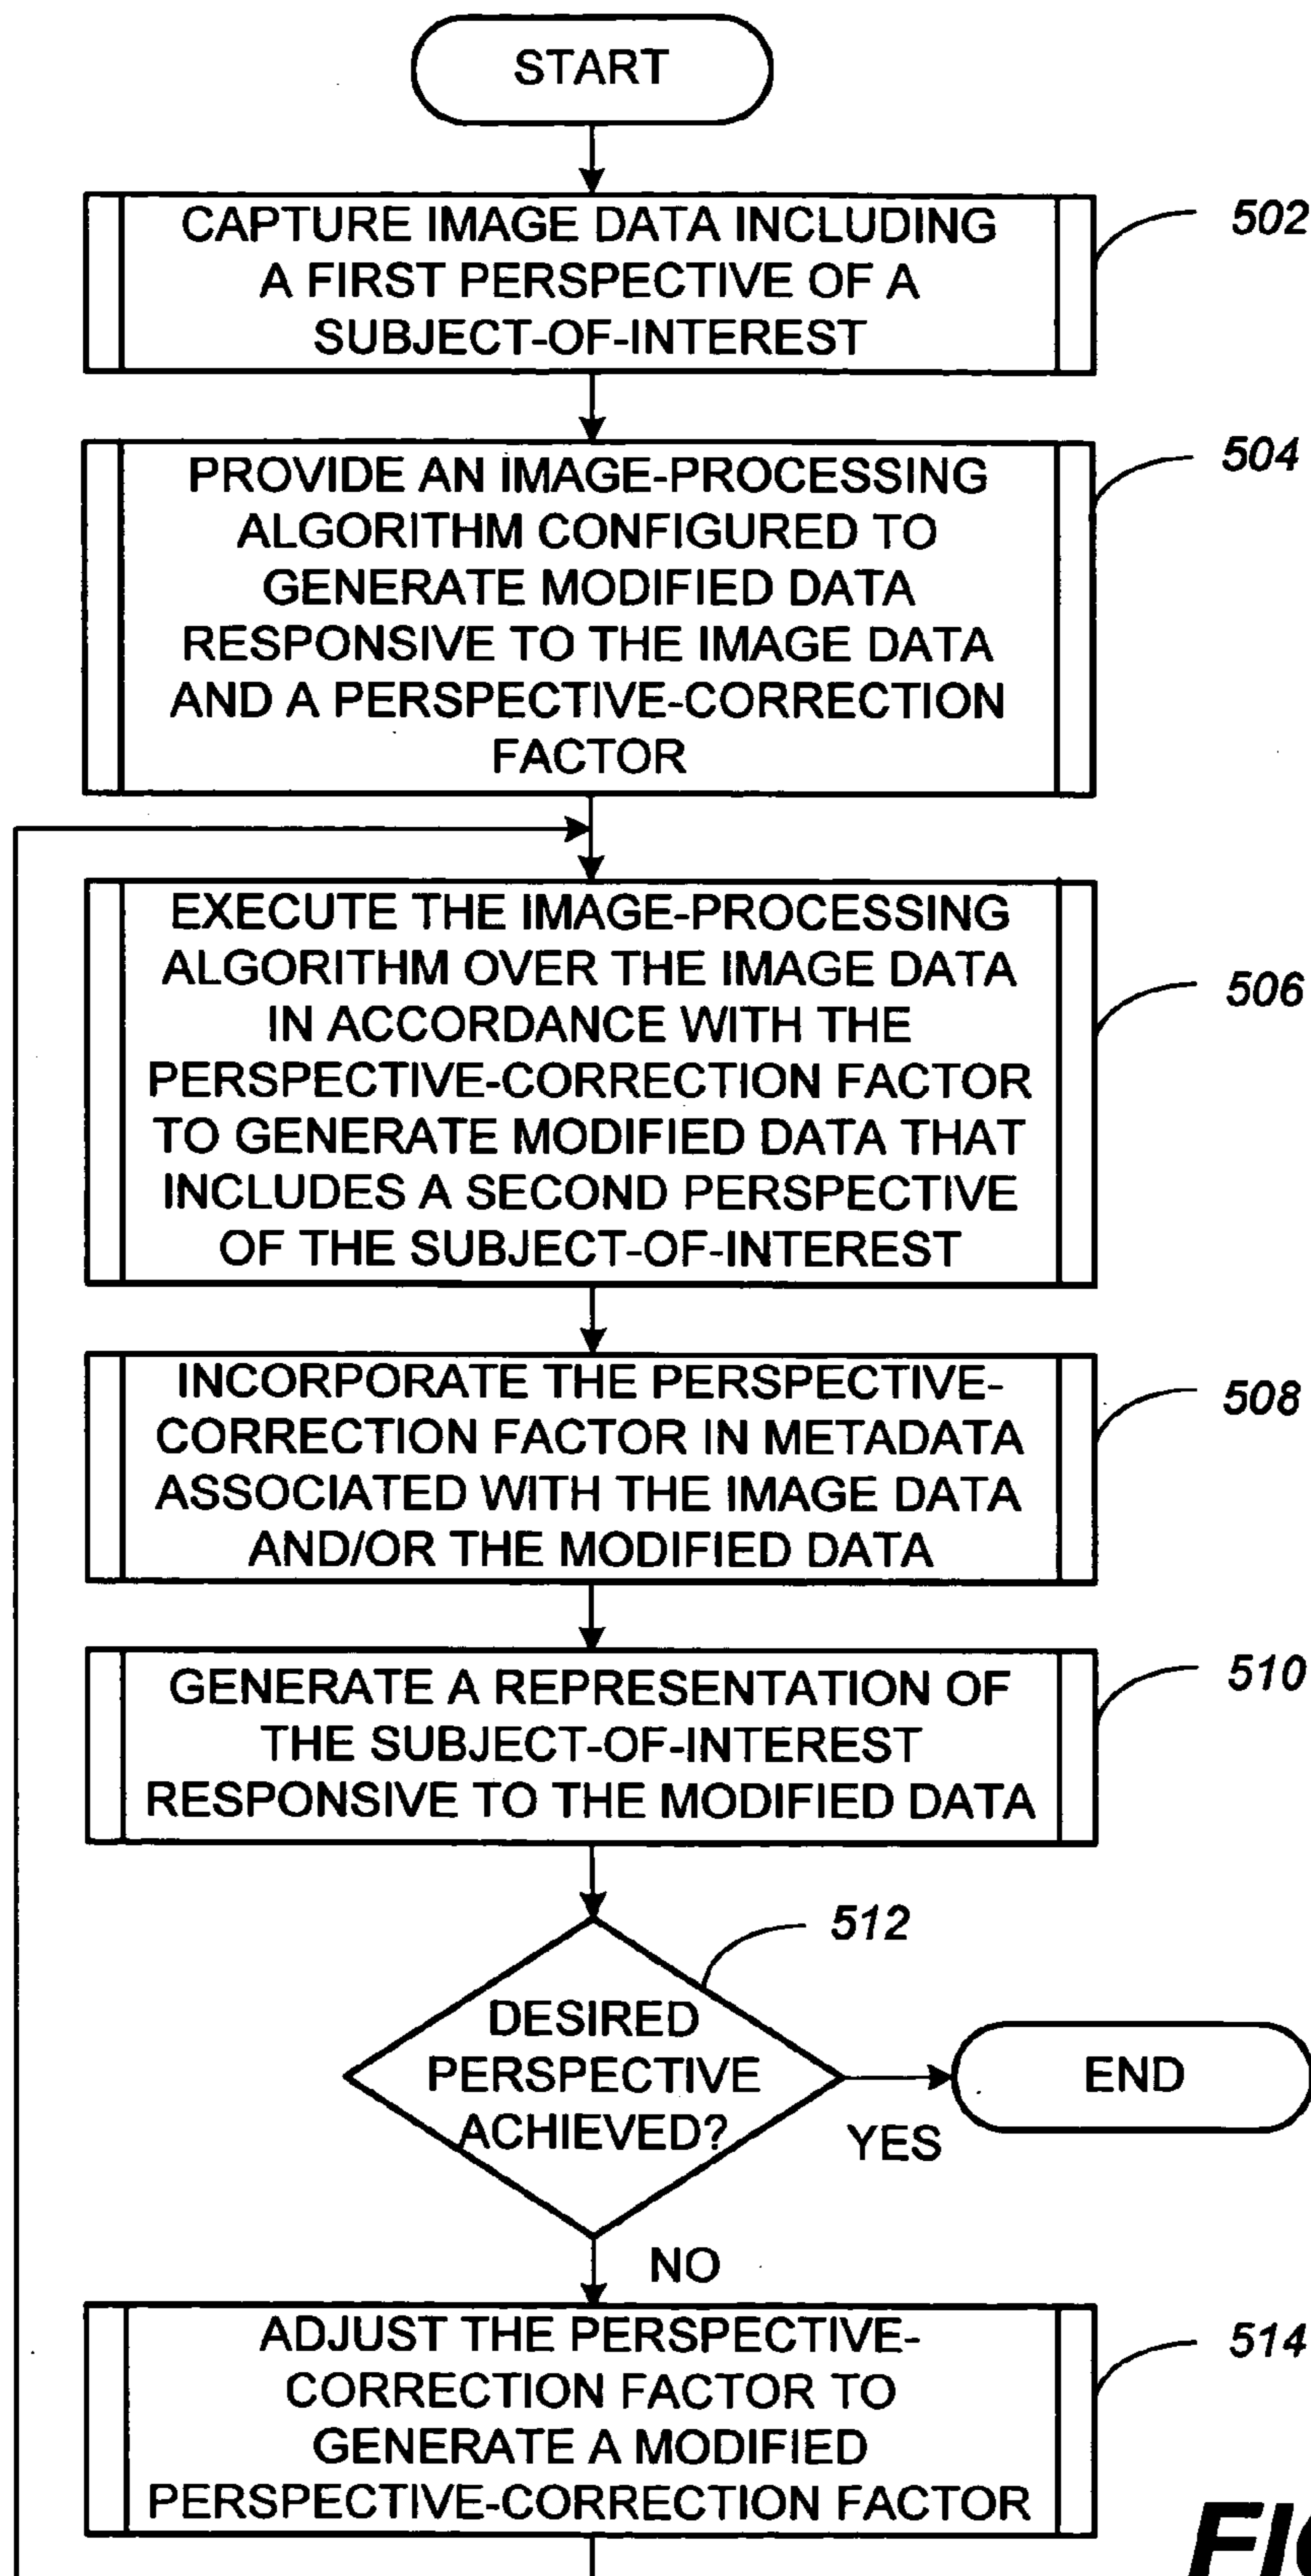 START
CAPTURE IMAGE DATA INCLUDING
A FIRST PERSPECTIVE OF A
SUBJECT-OF-INTEREST
502
PROVIDE AN IMAGE-PROCESSING
ALGORITHM CONFIGURED TO
GENERATE MODIFIED DATA
RESPONSIVE TO THE IMAGE DATA
AND A PERSPECTIVE-CORRECTION
FACTOR
504
EXECUTE THE IMAGE-PROCESSING
ALGORITHM OVER THE IMAGE DATA
IN ACCORDANCE WITH THE
PERSPECTIVE-CORRECTION FACTOR
TO GENERATE MODIFIED DATA THAT
INCLUDES A SECOND PERSPECTIVE
OF THE SUBJECT-OF-INTEREST
506
INCORPORATE THE PERSPECTIVE-
CORRECTION FACTOR IN METADATA
ASSOCIATED WITH THE IMAGE DATA
AND/OR THE MODIFIED DATA
508
GENERATE A REPRESENTATION OF
THE SUBJECT-OF-INTEREST
RESPONSIVE TO THE MODIFIED DATA
510
512
DESIRED
PERSPECTIVE
ACHIEVED?
YES
END
NO
ADJUST THE PERSPECTIVE-
CORRECTION FACTOR TO
GENERATE A MODIFIED
PERSPECTIVE-CORRECTION FACTOR
514